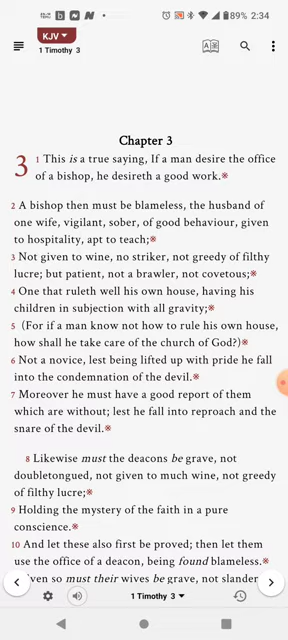 89% 2:34
KJV
1 Timothy 3
Chapter 3
3 1 This is a true saying, If a man desire the office
of a bishop, he desireth a good work.※
2 A bishop then must be blameless, the husband of
one wife, vigilant, sober, of good behaviour, given
to hospitality, apt to teach;※
3 Not given to wine, no striker, not greedy of filthy
lucre; but patient, not a brawler, not covetous;※
4 One that ruleth well his own house, having his
children in subjection with all gravity;※
5 (For if a man know not how to rule his own house,
how shall he take care of the church of God?)※
6 Not a novice, lest being lifted up with pride he fall
into the condemnation of the devil.※
7 Moreover he must have a good report of them
which are without; lest he fall into reproach and the
snare of the devil.※
8 Likewise must the deacons be grave, not
doubletongued, not given to much wine, not greedy
of filthy lucre;※
9 Holding the mystery of the faith in a pure
conscience.※
10 And let these also first be proved; then let them
use the office of a deacon, being found blameless.※
so must their wives be grave, not slander
1 Timothy 3